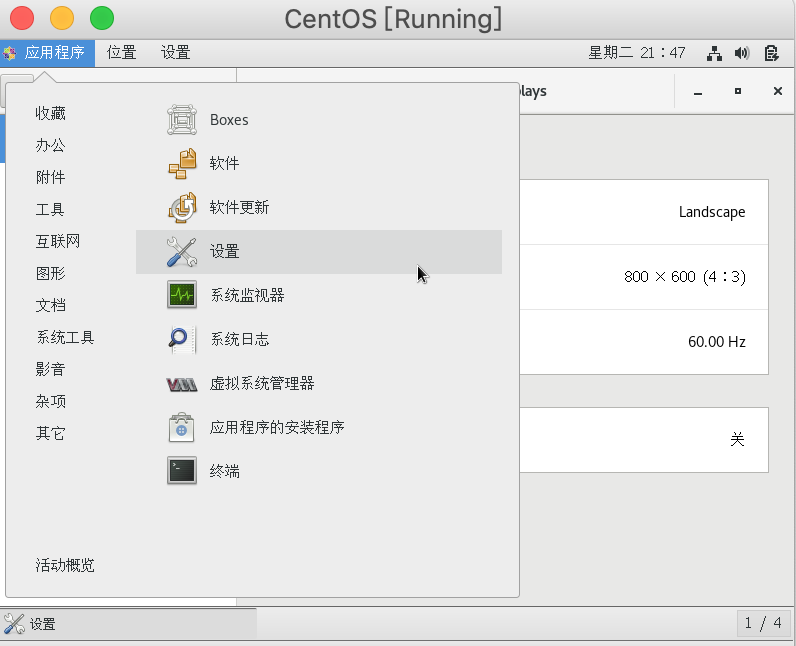 CentOS [Running]
应用程序 位置 设置 星期二 21：47
lays
收藏
办公
附件
工具
互联网
图形
文档
系统工具
影音
杂项
其它
活动概览
Boxes
软件
软件更新
设置
系统监视器
系统日志
虚拟系统管理器
应用程序的安装程序
终端
Landscape
800 × 600 (4：3)
60.00 Hz
关
设置
1 / 4